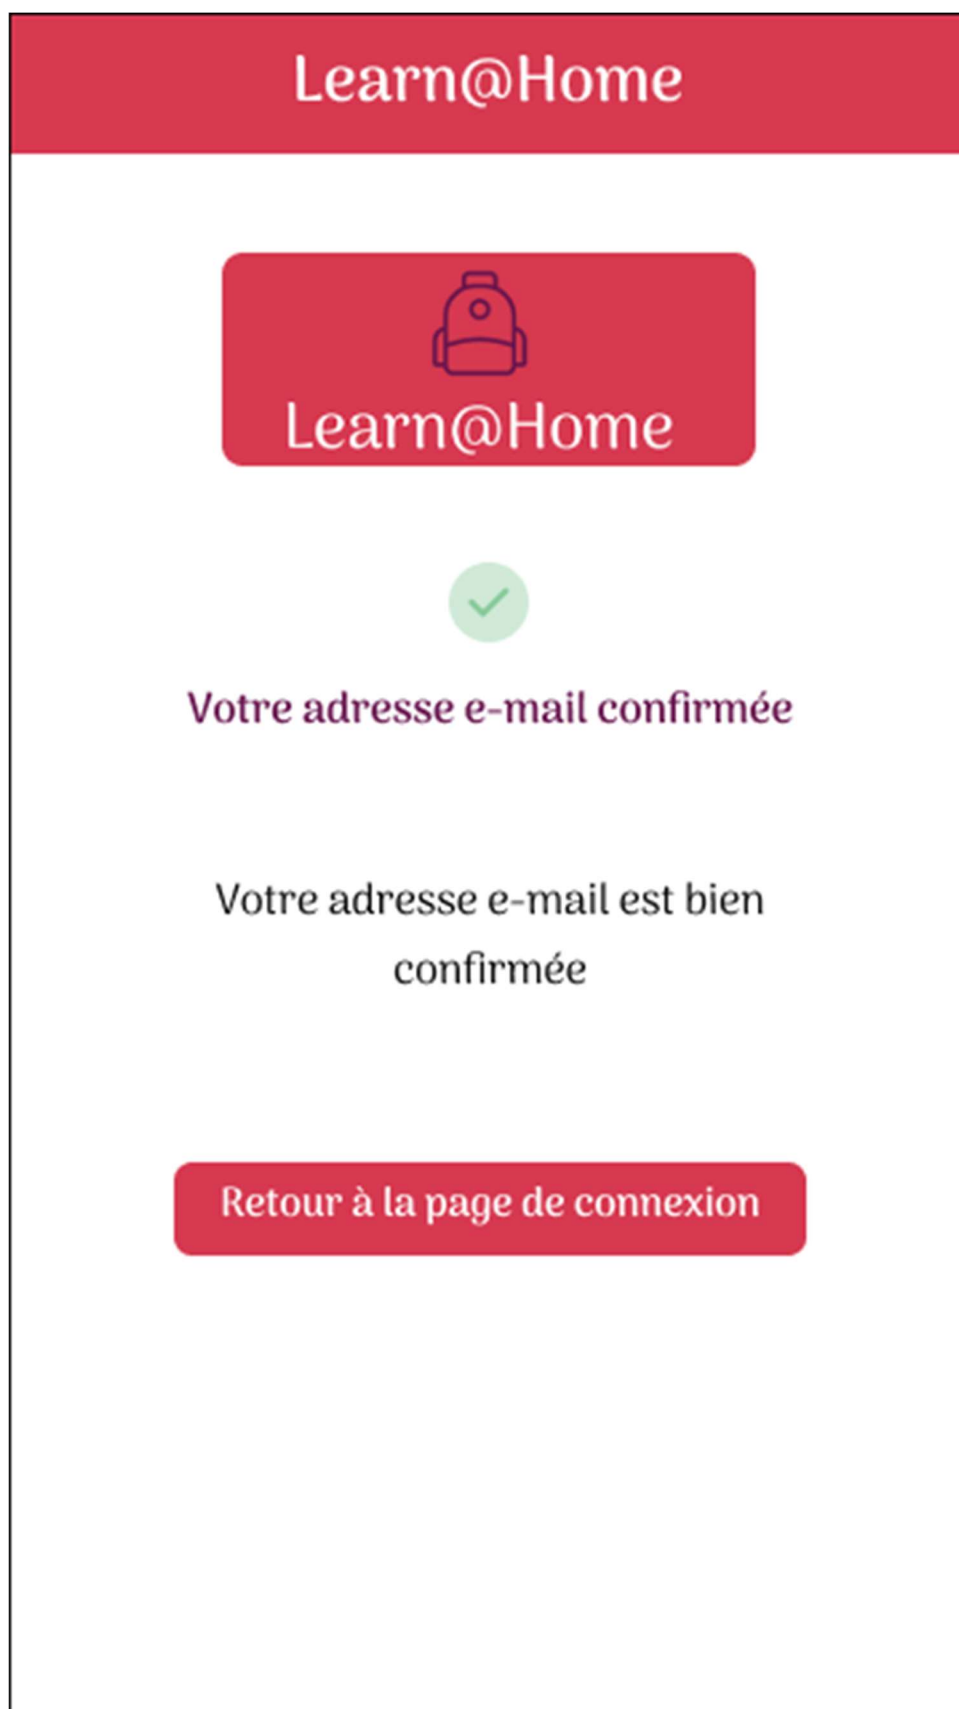 Learn@Home
Learn@Home
Votre adresse e-mail confirmée
Votre adresse e-mail est bien
confirmée
Retour à la page de connexion